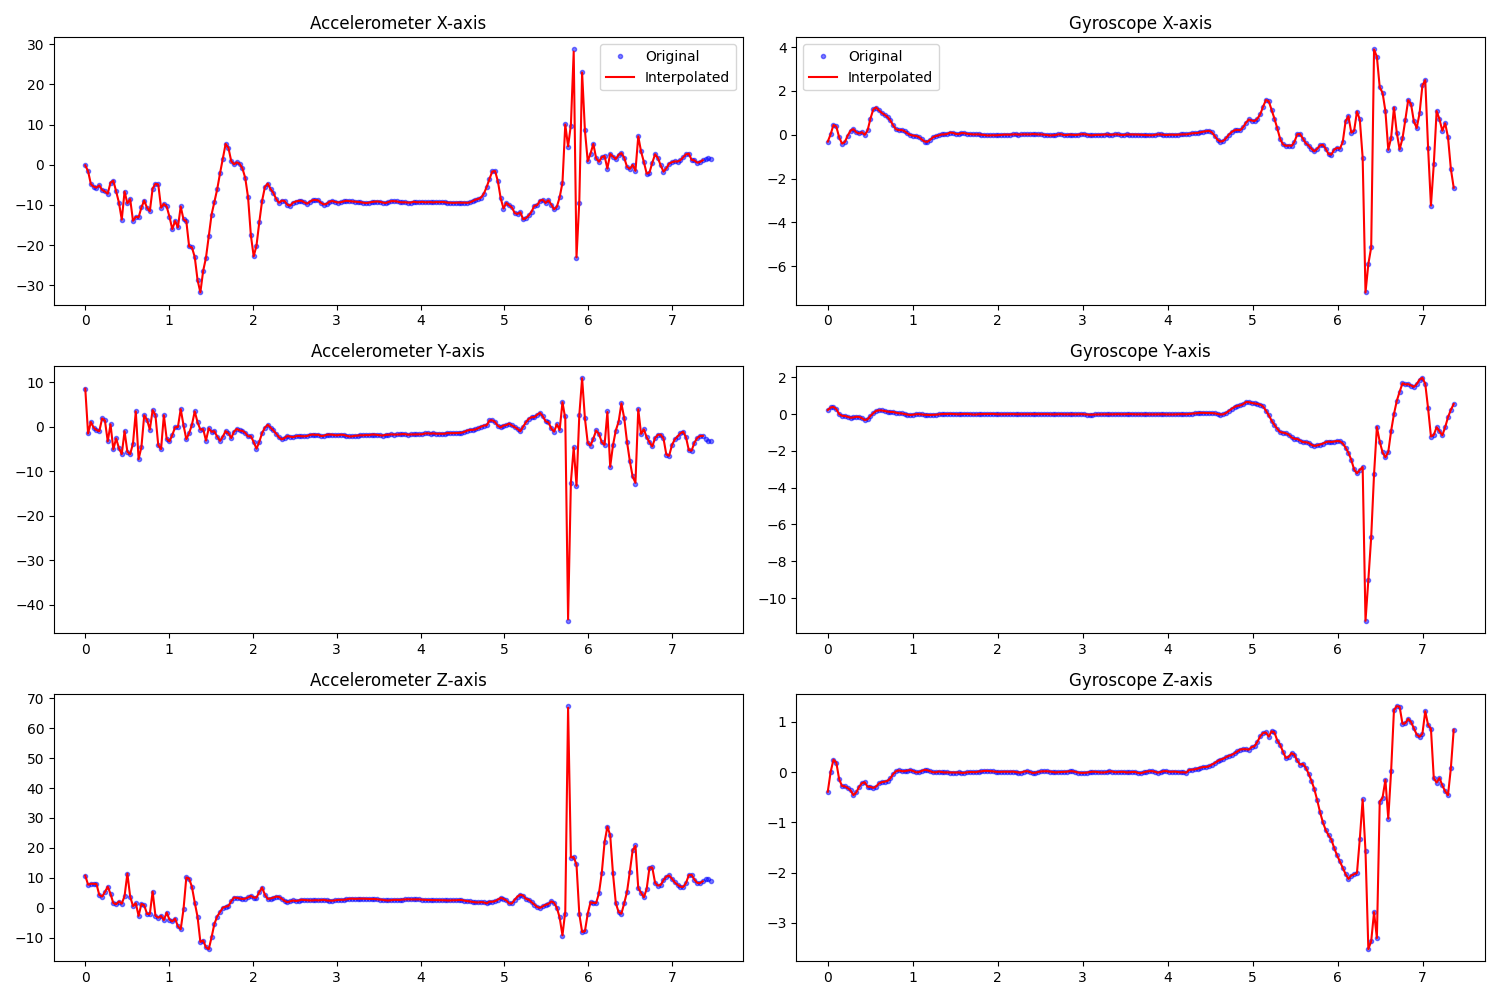 Accelerometer X-axis
30
20
10
0
−10
−20
−30
Original
Interpolated
0 1 2 3 4 5 6 7
Gyroscope X-axis
4
2
0
−2
−4
−6
Original
Interpolated
0 1 2 3 4 5 6 7
Accelerometer Y-axis
10
0
−10
−20
−30
−40
0 1 2 3 4 5 6 7
Gyroscope Y-axis
2
0
−2
−4
−6
−8
−10
0 1 2 3 4 5 6 7
Accelerometer Z-axis
70
60
50
40
30
20
10
0
−10
0 1 2 3 4 5 6 7
Gyroscope Z-axis
1
0
−1
−2
−3
0 1 2 3 4 5 6 7